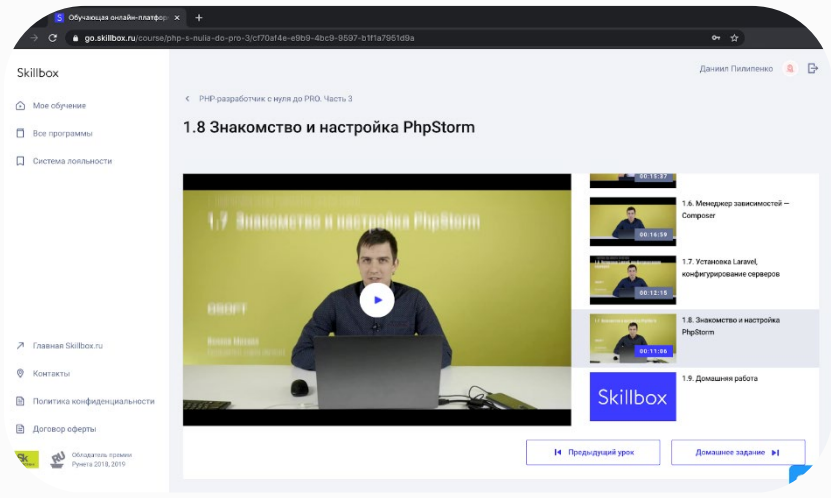 Обучающая онлайн-платфор
go.skillbox.ru/course/php-s-nulia-do-pro-3/cf70af4e-e9b9-4bc9-9597-b1f1a7951d9a
Skillbox
Даниил Пилипенко
Мое обучение
Все программы
Система лояльности
PHP-разработчик с нуля до PRO. Часть 3
1.8 Знакомство и настройка PhpStorm
1.7 Знакомство и настройка PhpStorm
00:15:37
1.6. Менеджер зависимостей —
Composer
00:16:59
1.7. Установка Laravel,
конфигурирование серверов
00:12:15
1.8. Знакомство и настройка
PhpStorm
00:11:06
1.9. Домашняя работа
Skillbox
Предыдущий урок
Домашнее задание
Главная Skillbox.ru
Контакты
Политика конфиденциальности
Договор оферты
Обладатель премии
Рунета 2018, 2019